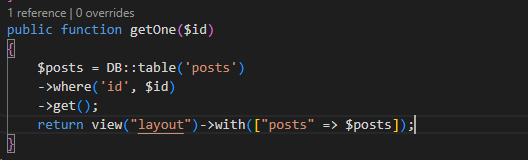 1 reference | 0 overrides
public function getOne($id)
{
    $posts = DB::table('posts')
    ->where('id', $id)
    ->get();
    return view("layout")->with(["posts" => $posts]);
}